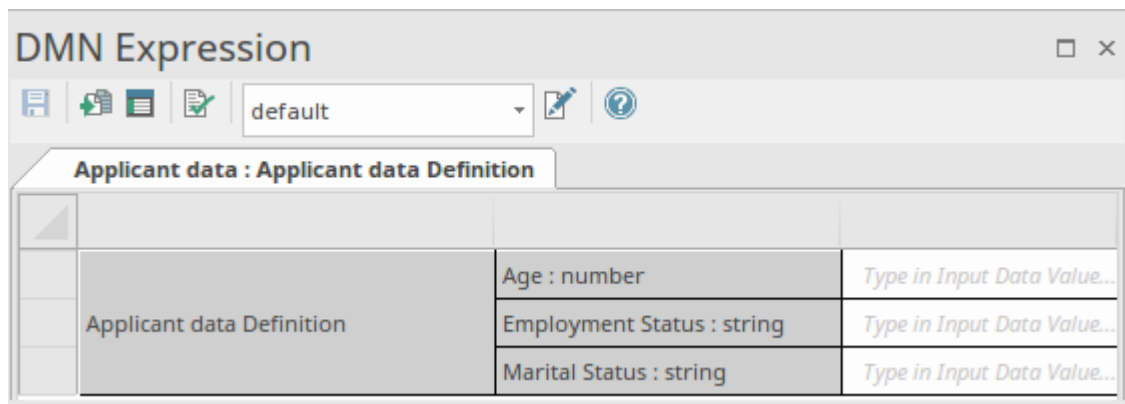 DMN Expression
default
Applicant data : Applicant data Definition
Age : number
Type in Input Data Value...
Applicant data Definition
Employment Status : string
Type in Input Data Value...
Marital Status : string
Type in Input Data Value...